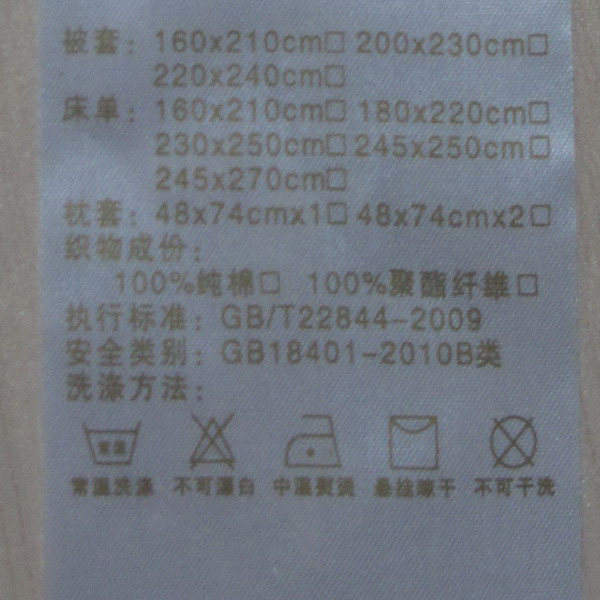 被套：160x210cm□ 200x230cm□
220x240cm□
床单：160x210cm□ 180x220cm□
230x250cm□ 245x250cm□
245x270cm□
枕套：48x74cmx1□ 48x74cmx2□
织物成份：
100%纯棉□ 100%聚酯纤维□
执行标准：GB/T22844-2009
安全类别：GB18401-2010B类
洗涤方法：
常温
常温洗涤 不可漂白 中温熨烫 悬挂晾干 不可干洗